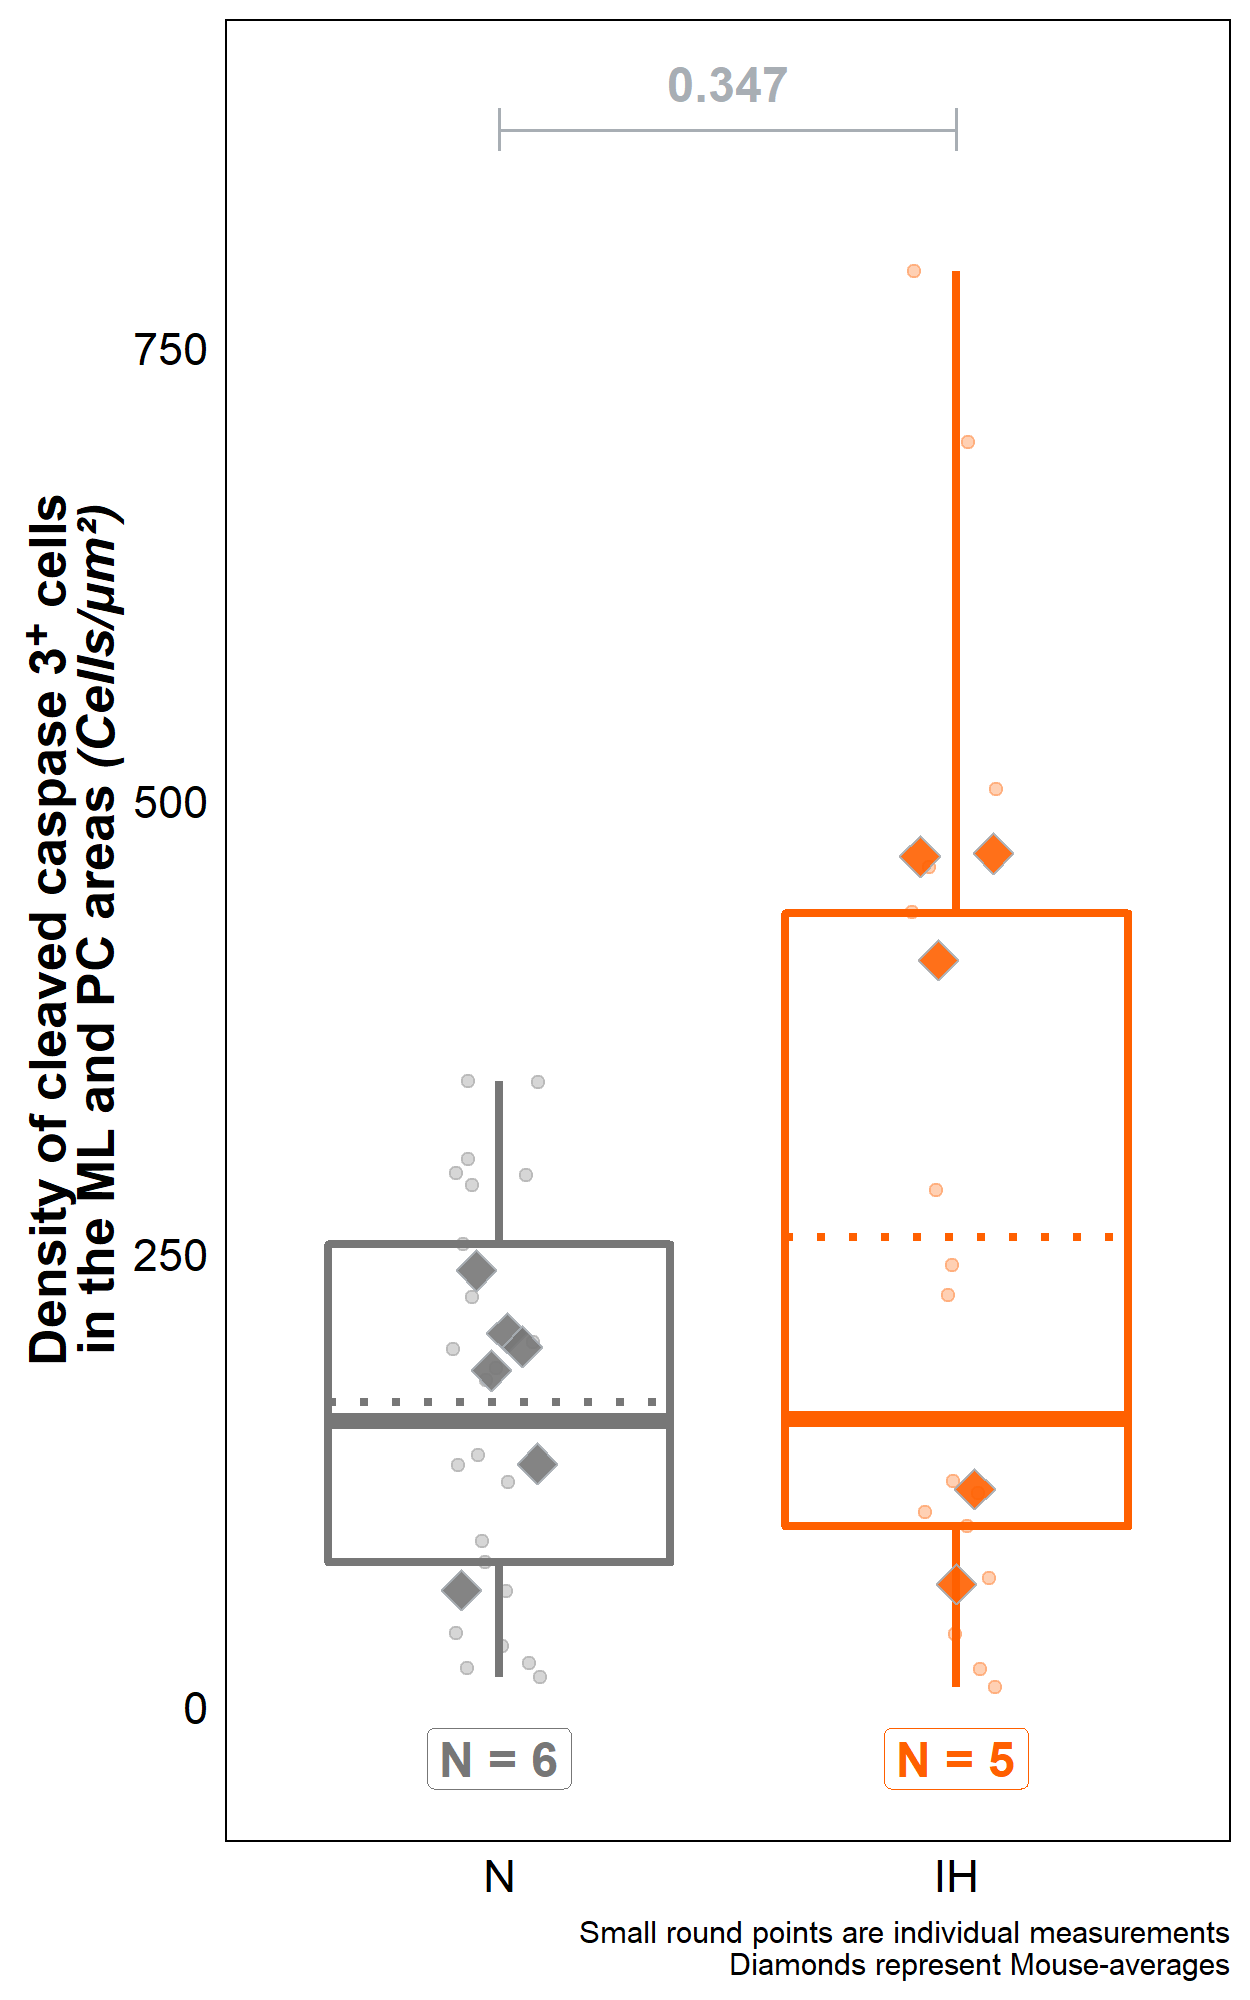 0.347
750
500
250
0
Density of cleaved caspase 3⁺ cells
in the ML and PC areas (Cells/µm²)
N = 6
N = 5
N
IH
Small round points are individual measurements
Diamonds represent Mouse-averages